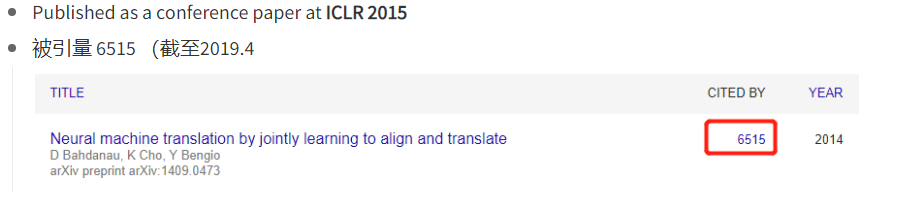 Published as a conference paper at ICLR 2015
被引量 6515 （截至2019.4
TITLE CITED BY YEAR
Neural machine translation by jointly learning to align and translate 6515 2014
D Bahdanau, K Cho, Y Bengio
arXiv preprint arXiv:1409.0473